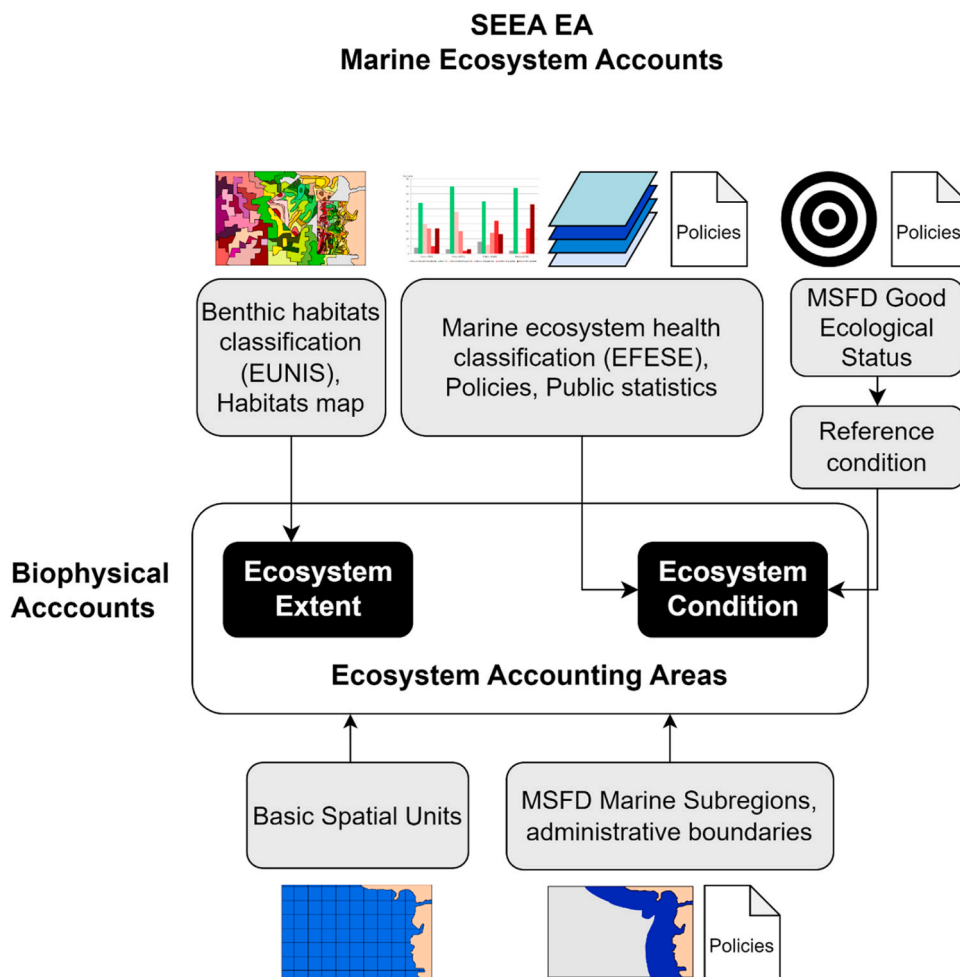 SEEA EA
Marine Ecosystem Accounts
Policies
Policies
Benthic habitats
classification
(EUNIS),
Habitats map
Marine ecosystem health
classification (EFESE),
Policies, Public statistics
MSFD Good
Ecological
Status
Reference
condition
Biophysical
Acccounts
Ecosystem
Extent
Ecosystem
Condition
Ecosystem Accounting Areas
Basic Spatial Units
MSFD Marine Subregions,
administrative boundaries
Policies